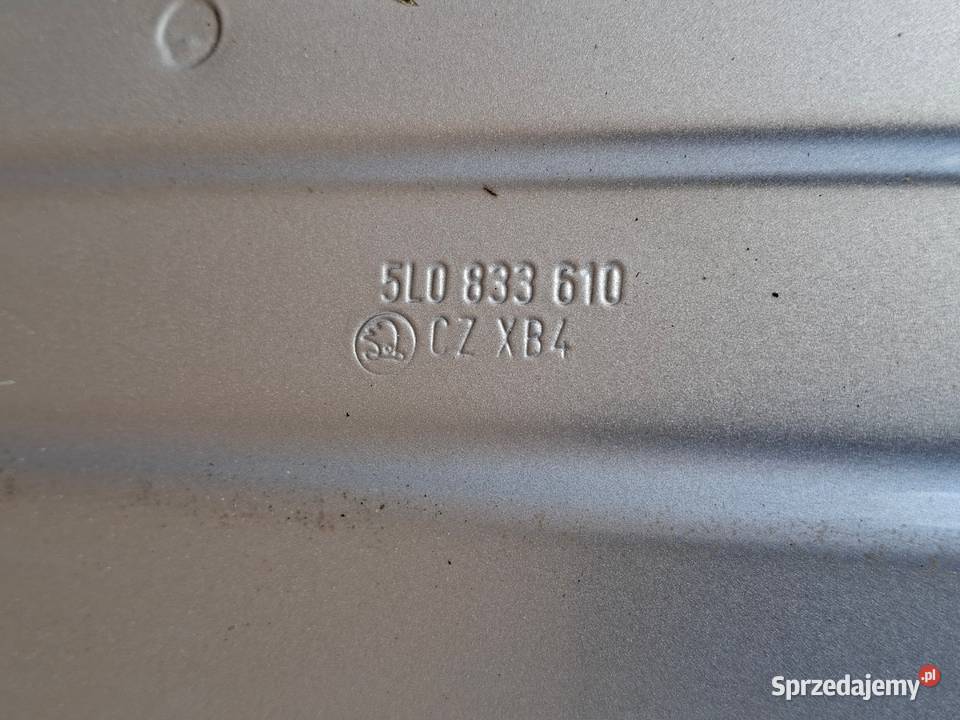 5L0 833 610
CZ XB4
Sprzedajemy.pl